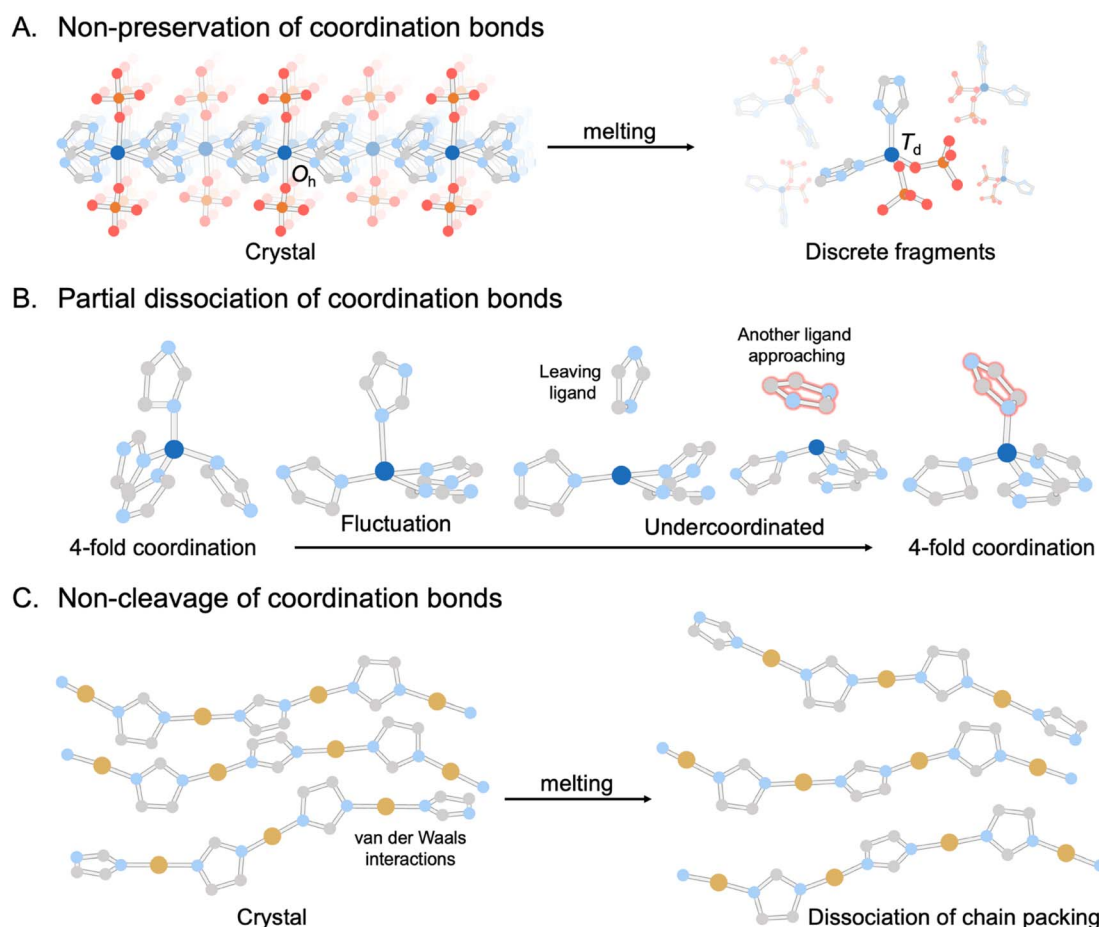 A. Non-preservation of coordination bonds
melting
O_h
T_d
Crystal
Discrete fragments
B. Partial dissociation of coordination bonds
Leaving
ligand
Another ligand
approaching
4-fold coordination
Fluctuation
Undercoordinated
4-fold coordination
C. Non-cleavage of coordination bonds
melting
van der Waals
interactions
Crystal
Dissociation of chain packing